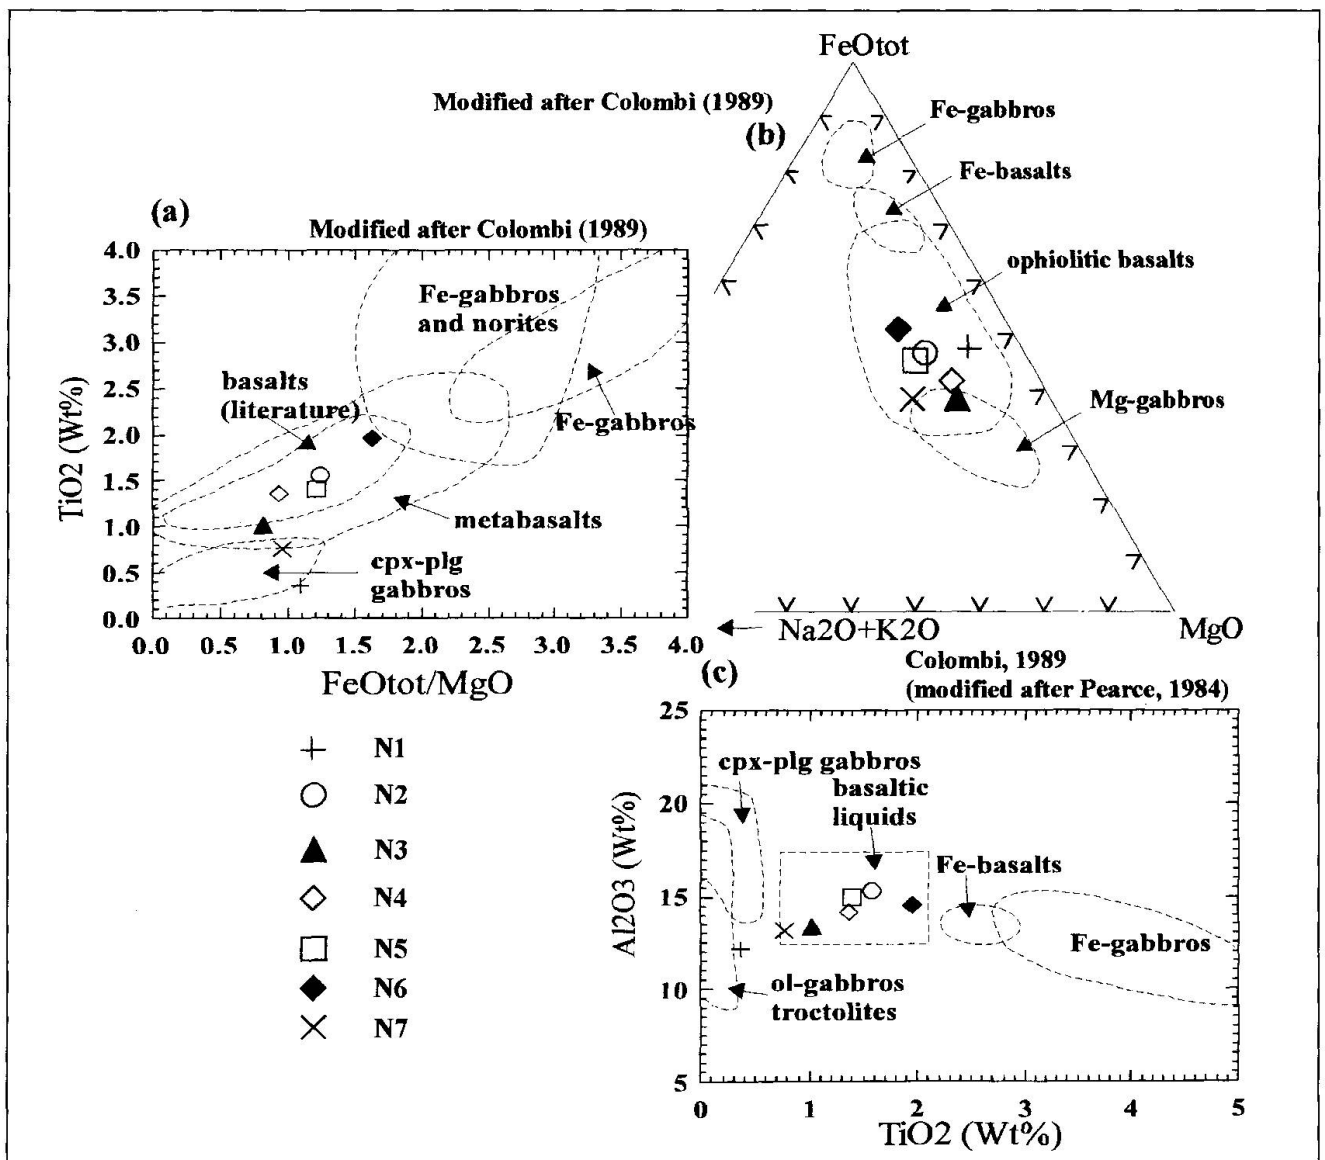 FeOtot
Modified after Colombi (1989)
(b)
Fe-gabbros
Fe-basalts
ophiolitic basalts
Mg-gabbros
Na2O+K2O
MgO
(a)
Modified after Colombi (1989)
4.0
3.5
3.0
2.5
2.0
1.5
1.0
0.5
0.0
TiO2 (Wt%)
Fe-gabbros
and norites
basalts
(literature)
Fe-gabbros
metabasalts
cpx-plg
gabbros
0.0 0.5 1.0 1.5 2.0 2.5 3.0 3.5 4.0
FeOtot/MgO
N1
N2
N3
N4
N5
N6
N7
(c)
Colombi, 1989
(modified after Pearce, 1984)
25
20
15
10
5
Al2O3 (Wt%)
cpx-plg gabbros
basaltic
liquids
Fe-basalts
Fe-gabbros
ol-gabbros
troctolites
0 1 2 3 4 5
TiO2 (Wt%)